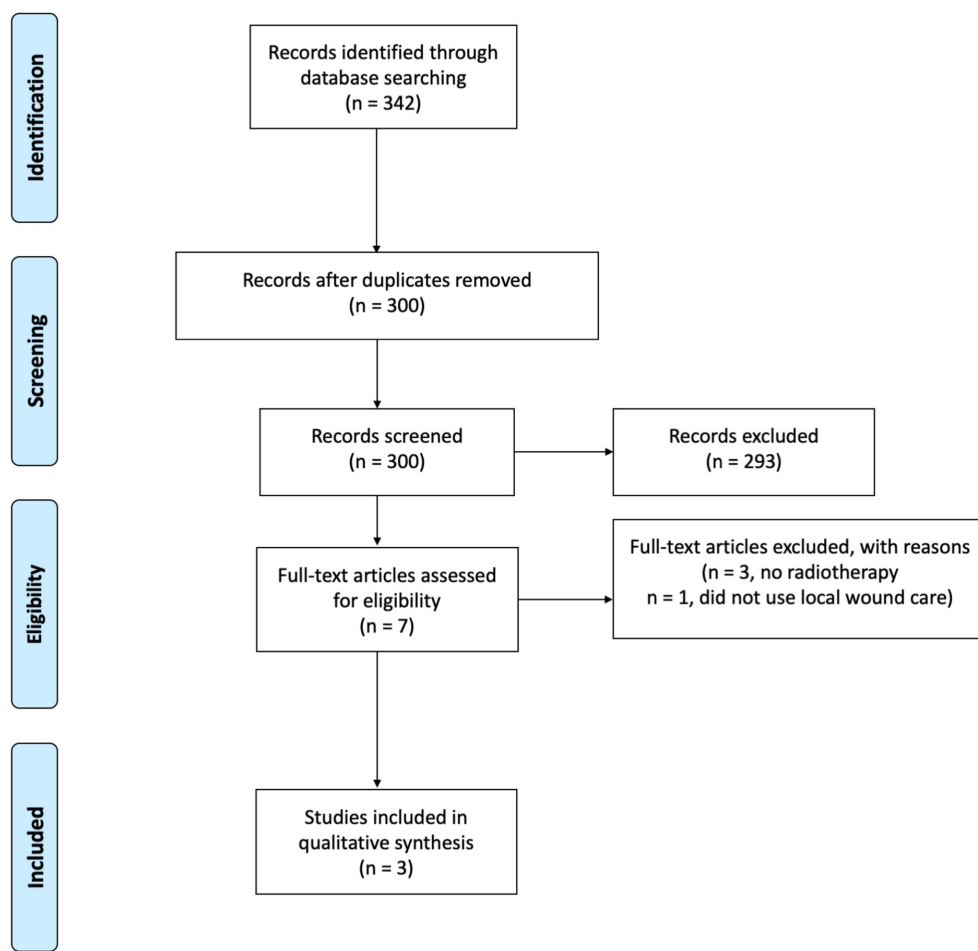 Identification
Records identified through
database searching
(n = 342)
Screening
Records after duplicates removed
(n = 300)
Records screened
(n = 300)
Records excluded
(n = 293)
Eligibility
Full-text articles assessed
for eligibility
(n = 7)
Full-text articles excluded, with reasons
(n = 3, no radiotherapy
n = 1, did not use local wound care)
Included
Studies included in
qualitative synthesis
(n = 3)